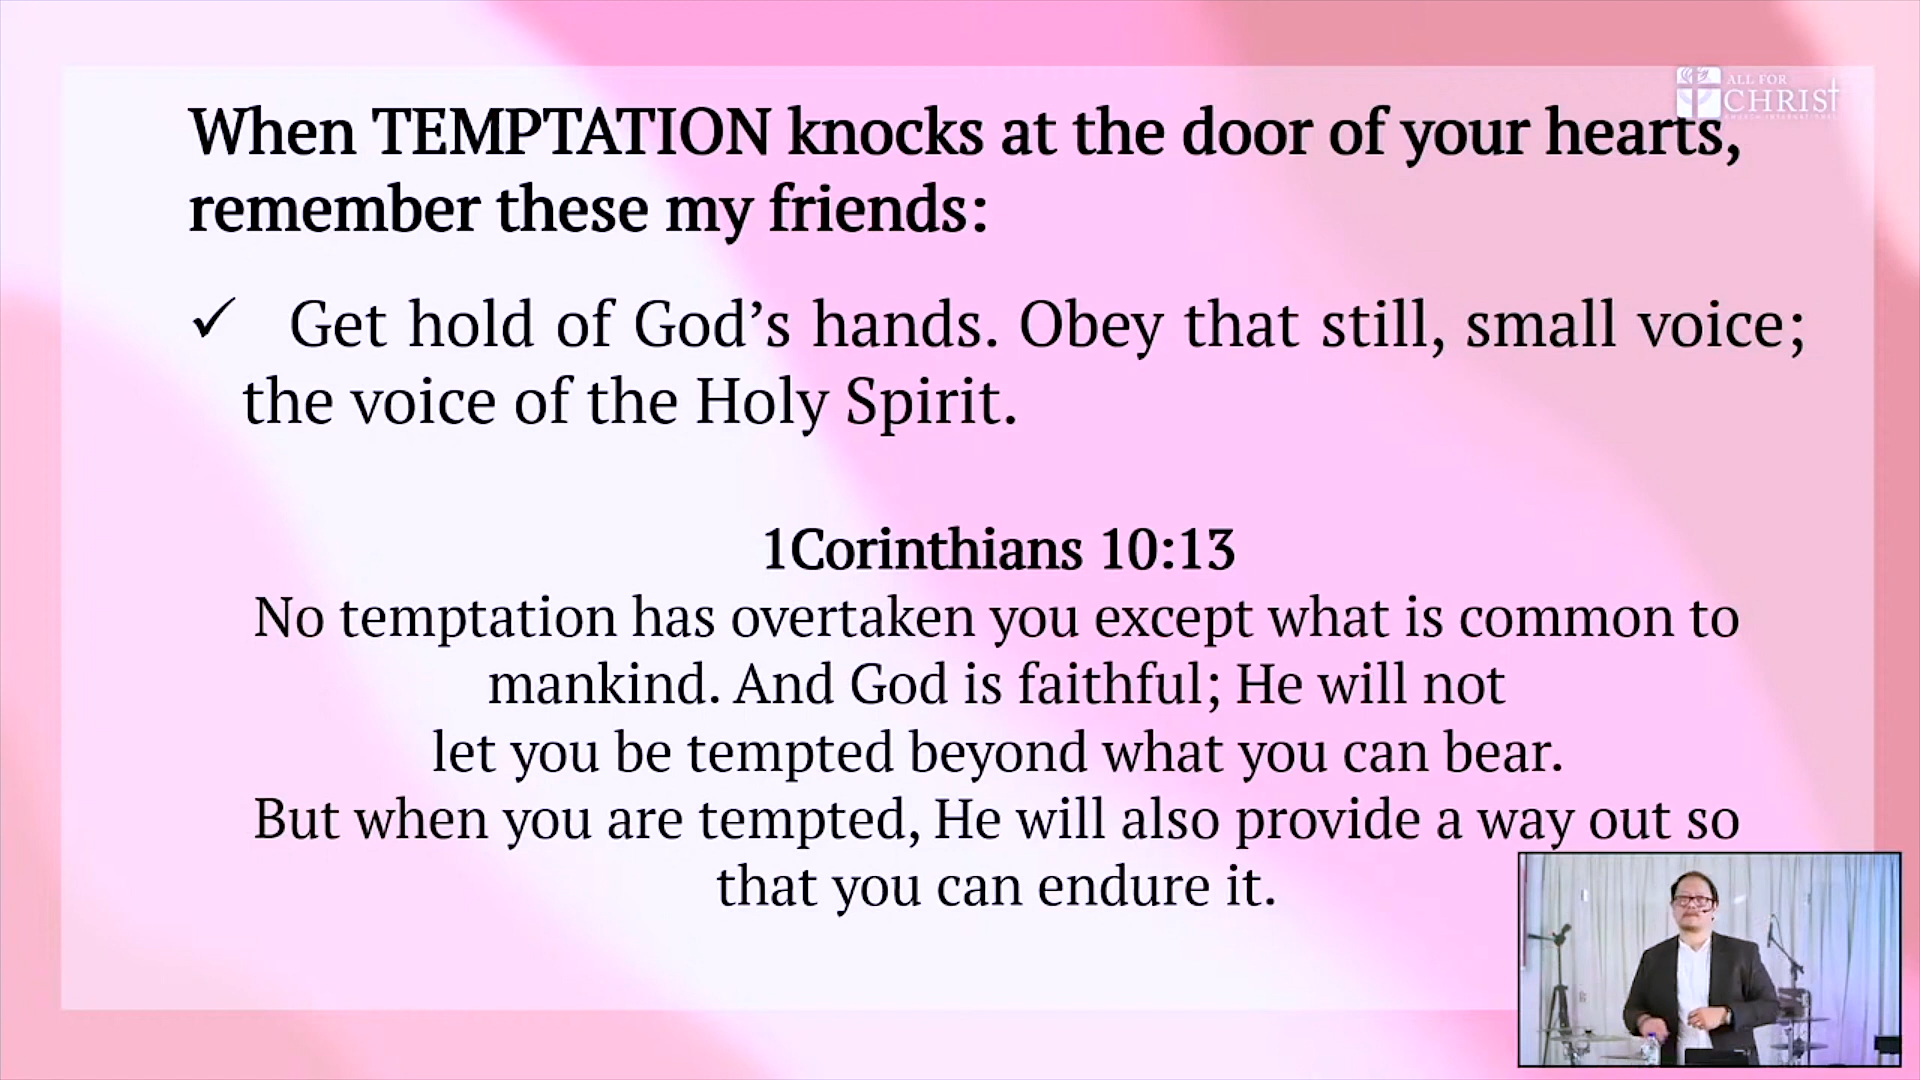 ALL FOR
CHRIST
CHURCH INTERNATIONAL
When TEMPTATION knocks at the door of your hearts,
remember these my friends:
✓ Get hold of God’s hands. Obey that still, small voice;
the voice of the Holy Spirit.
1Corinthians 10:13
No temptation has overtaken you except what is common to
mankind. And God is faithful; He will not
let you be tempted beyond what you can bear.
But when you are tempted, He will also provide a way out so
that you can endure it.